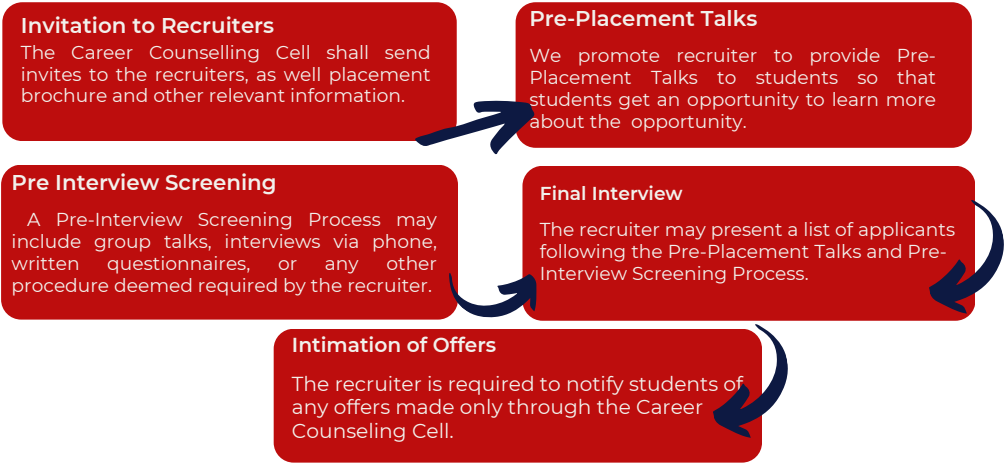 Invitation to Recruiters
The Career Counselling Cell shall send
invites to the recruiters, as well placement
brochure and other relevant information.
Pre-Placement Talks
We promote recruiter to provide Pre-
Placement Talks to students so that
students get an opportunity to learn more
about the opportunity.
Pre Interview Screening
A Pre-Interview Screening Process may
include group talks, interviews via phone,
written questionnaires, or any other
procedure deemed required by the recruiter.
Final Interview
The recruiter may present a list of applicants
following the Pre-Placement Talks and Pre-
Interview Screening Process.
Intimation of Offers
The recruiter is required to notify students of
any offers made only through the Career
Counseling Cell.